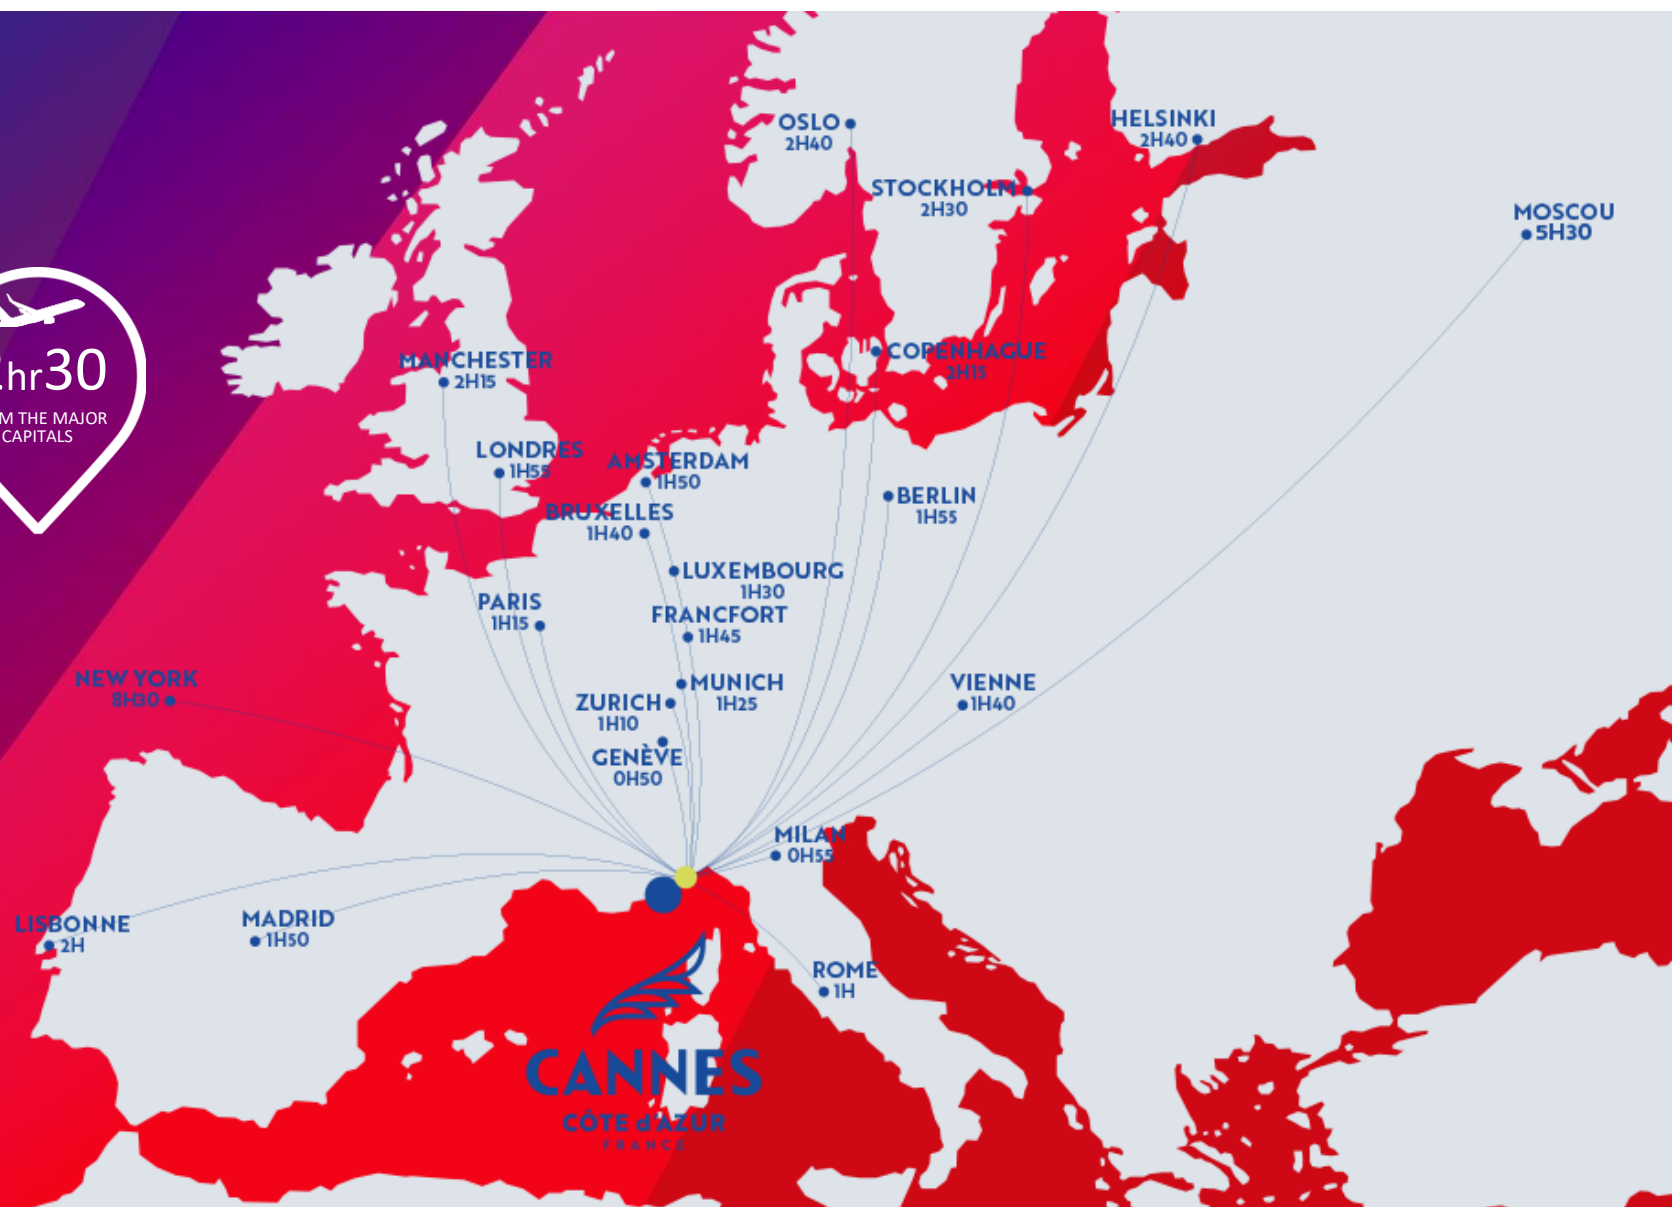 OSLO
2H40
HELSINKI
2H40
STOCKHOLM
2H30
MOSCOU
5H30
hr30
THE MAJOR
CAPITALS
MANCHESTER
2H15
COPENHAGUE
2H15
LONDRES
1H55
AMSTERDAM
1H50
BERLIN
1H55
BRUXELLES
1H40
LUXEMBOURG
1H30
PARIS
1H15
FRANCFORT
1H45
NEW YORK
8H30
MUNICH
1H25
ZURICH
1H10
VIENNE
1H40
GENÈVE
0H50
MILAN
0H55
LISBONNE
2H
MADRID
1H50
ROME
1H
CANNES
CÔTE d'AZUR
FRANCE